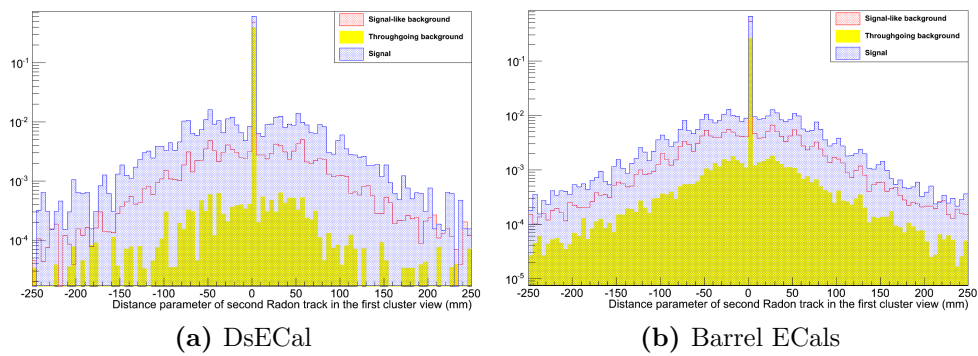 Signal-like background
Throughgoing background
Signal
10^-1
10^-2
10^-3
10^-4
-250 -200 -150 -100 -50 0 50 100 150 200 250
Distance parameter of second Radon track in the first cluster view (mm)
(a) DsECal
Signal-like background
Throughgoing background
Signal
10^-1
10^-2
10^-3
10^-4
10^-5
-250 -200 -150 -100 -50 0 50 100 150 200 250
Distance parameter of second Radon track in the first cluster view (mm)
(b) Barrel ECals